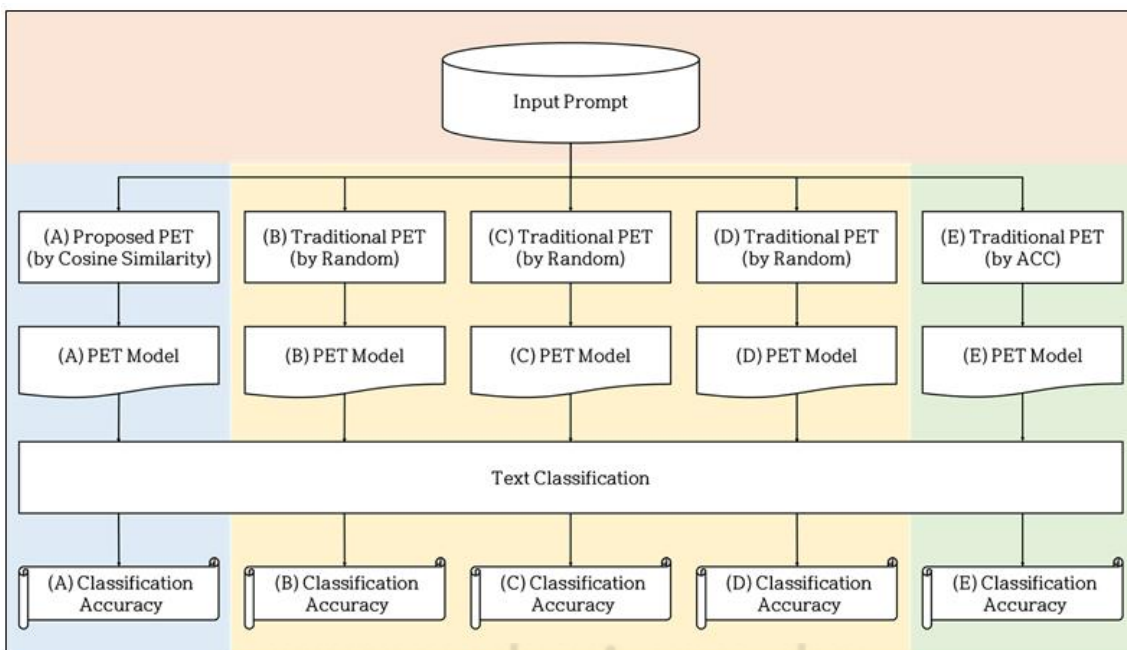 Input Prompt
(A) Proposed PET
(by Cosine Similarity)
(B) Traditional PET
(by Random)
(C) Traditional PET
(by Random)
(D) Traditional PET
(by Random)
(E) Traditional PET
(by ACC)
(A) PET Model
(B) PET Model
(C) PET Model
(D) PET Model
(E) PET Model
Text Classification
(A) Classification
Accuracy
(B) Classification
Accuracy
(C) Classification
Accuracy
(D) Classification
Accuracy
(E) Classification
Accuracy